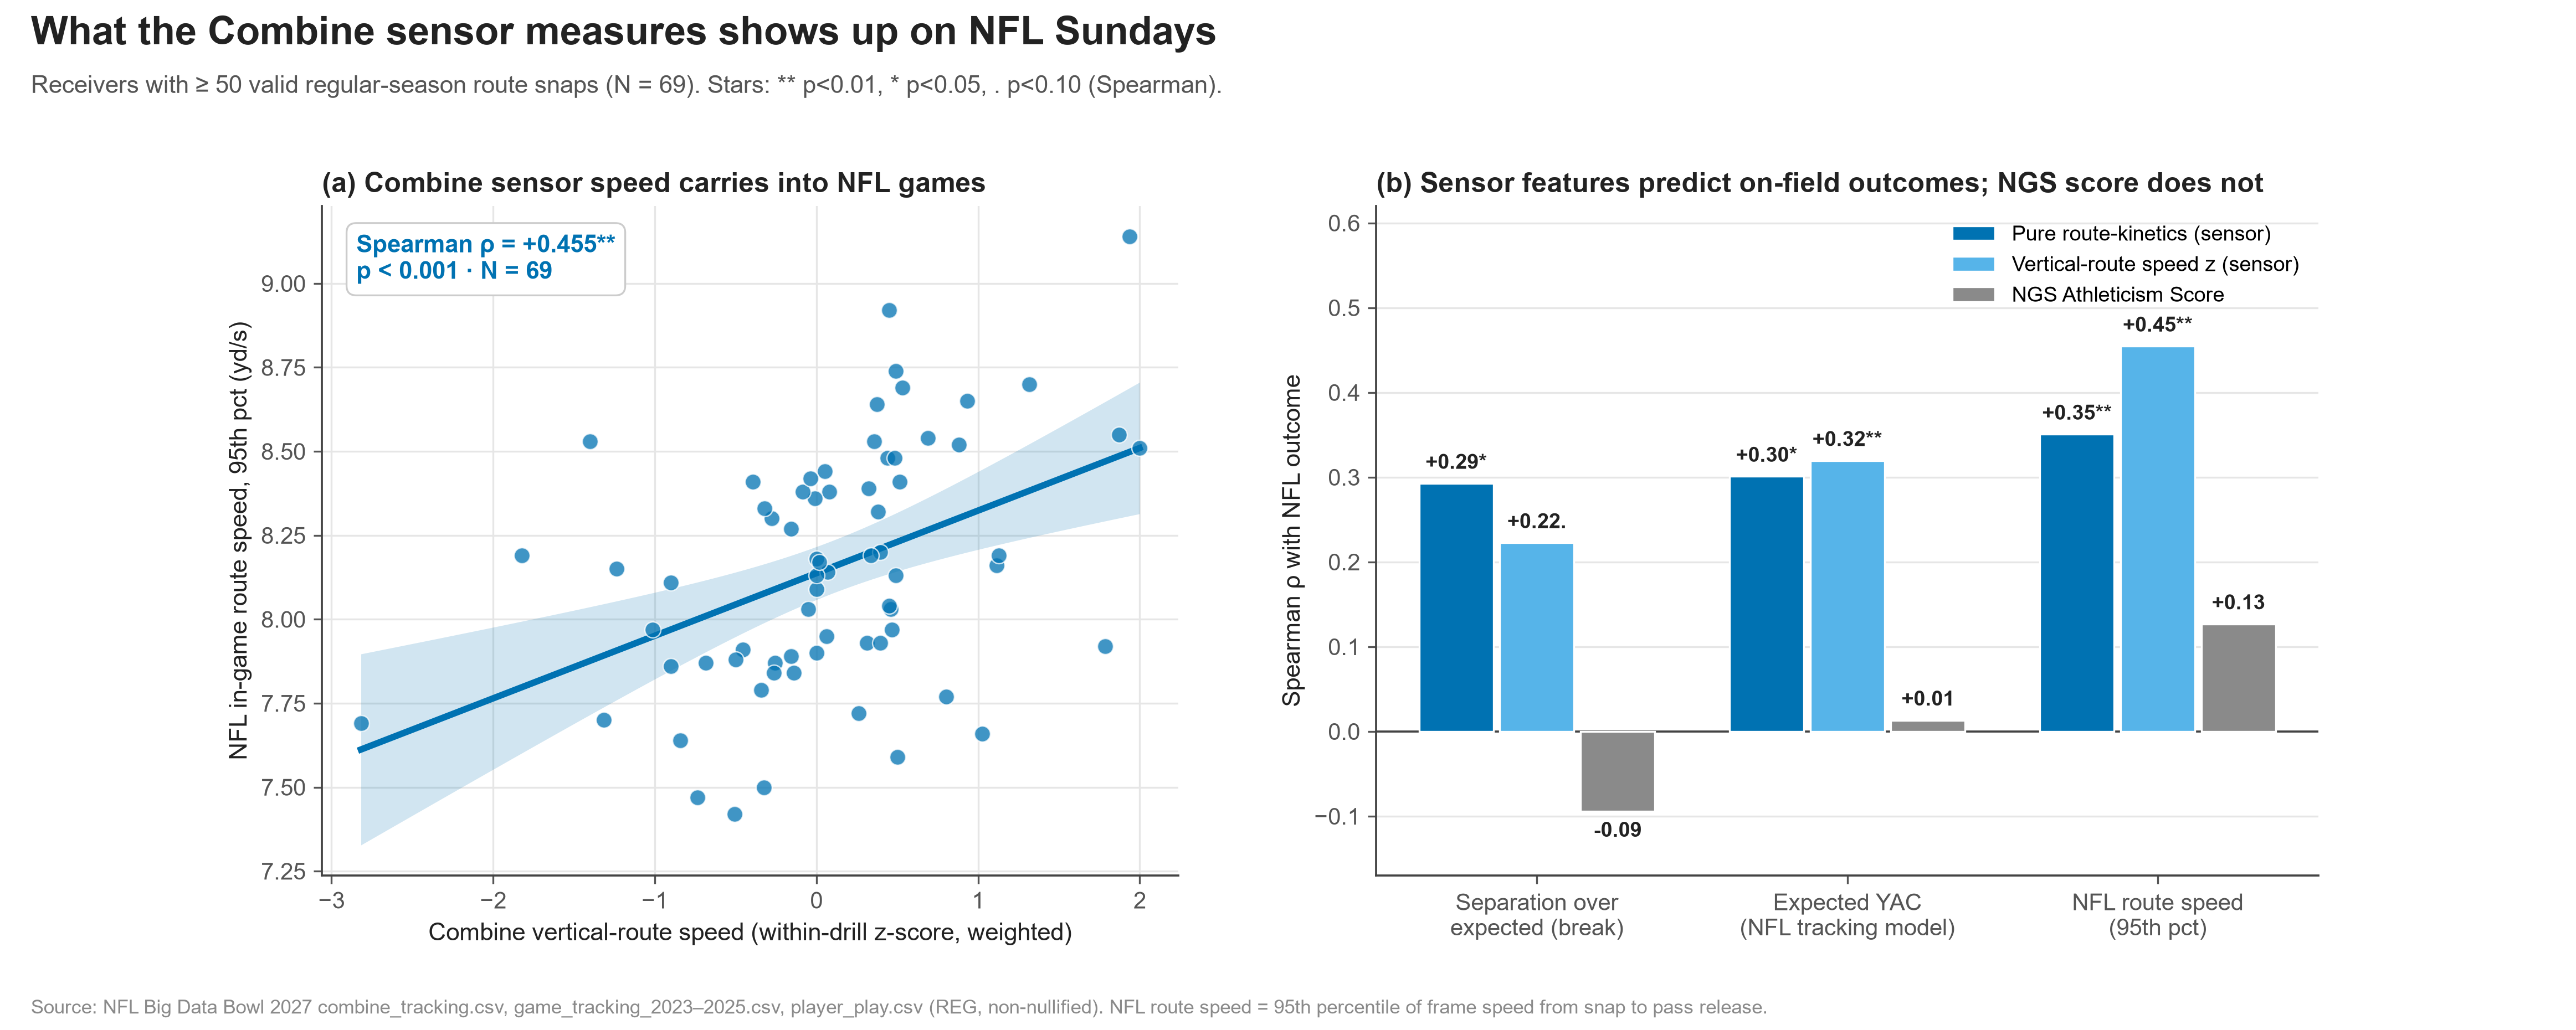 What the Combine sensor measures shows up on NFL Sundays
Receivers with ≥ 50 valid regular-season route snaps (N = 69). Stars: ** p<0.01, * p<0.05, . p<0.10 (Spearman).
(a) Combine sensor speed carries into NFL games
Spearman ρ = +0.455**
p < 0.001 · N = 69
NFL in-game route speed, 95th pct (yd/s)
9.00
8.75
8.50
8.25
8.00
7.75
7.50
7.25
−3
−2
−1
0
1
2
Combine vertical-route speed (within-drill z-score, weighted)
(b) Sensor features predict on-field outcomes; NGS score does not
Pure route-kinetics (sensor)
Vertical-route speed z (sensor)
NGS Athleticism Score
Spearman ρ with NFL outcome
0.6
0.5
0.4
0.3
0.2
0.1
0.0
−0.1
+0.29*
+0.22.
-0.09
+0.30*
+0.32**
+0.01
+0.35**
+0.45**
+0.13
Separation over
expected (break)
Expected YAC
(NFL tracking model)
NFL route speed
(95th pct)
Source: NFL Big Data Bowl 2027 combine_tracking.csv, game_tracking_2023–2025.csv, player_play.csv (REG, non-nullified). NFL route speed = 95th percentile of frame speed from snap to pass release.